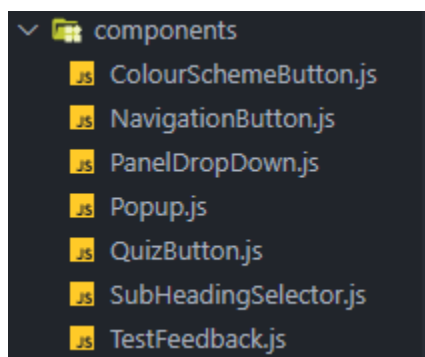 components
JS ColourSchemeButton.js
JS NavigationButton.js
JS PanelDropDown.js
JS Popup.js
JS QuizButton.js
JS SubHeadingSelector.js
JS TestFeedback.js